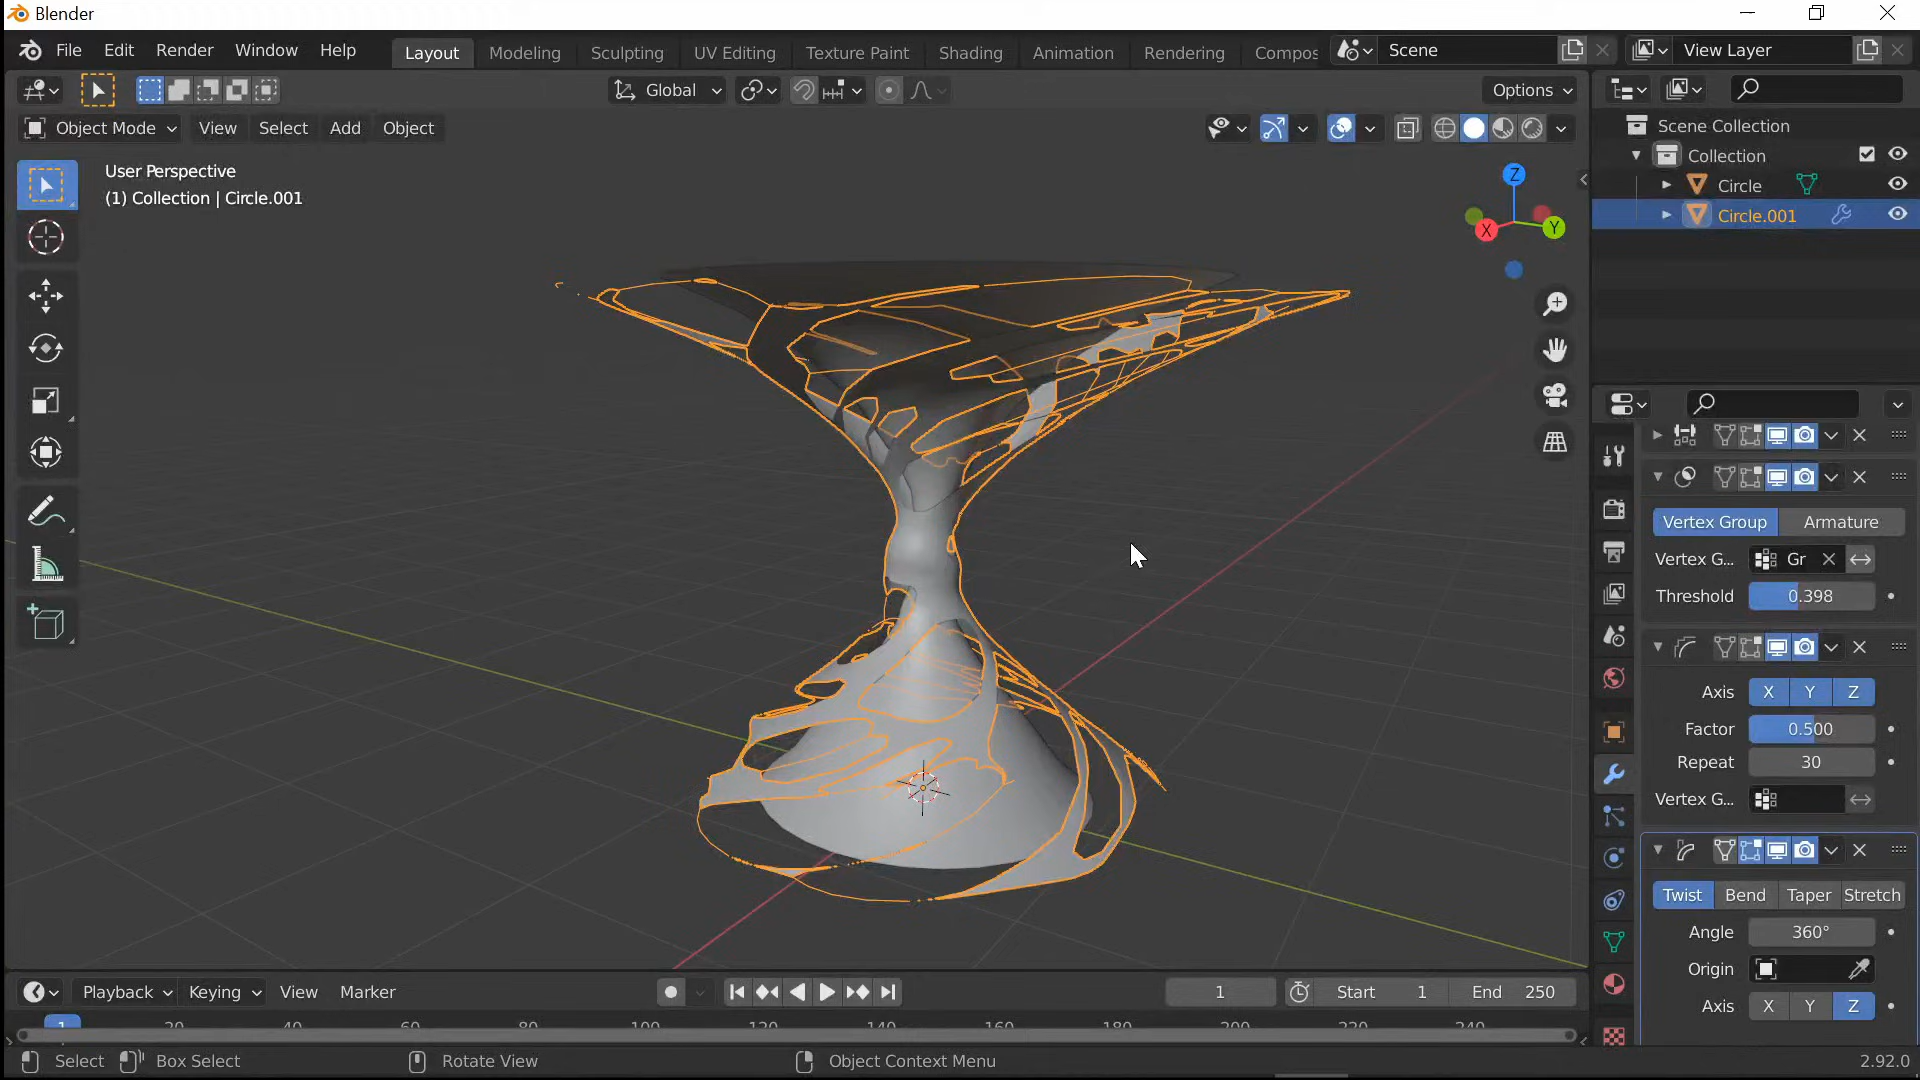 Blender
File Edit Render Window Help
Layout Modeling Sculpting UV Editing Texture Paint Shading Animation Rendering Compos
Scene
View Layer
Global
Options
Object Mode View Select Add Object
User Perspective
(1) Collection | Circle.001
Z
X
Y
Scene Collection
Collection
Circle
Circle.001
Vertex Group Armature
Vertex G... Gr
Threshold 0.398
Axis X Y Z
Factor 0.500
Repeat 30
Vertex G...
Twist Bend Taper Stretch
Angle 360°
Origin
Axis X Y Z
Playback Keying View Marker
1
Start 1
End 250
1 20 40 60 80 100 120 140 160 180 200 220 240
Select Box Select Rotate View Object Context Menu
2.92.0